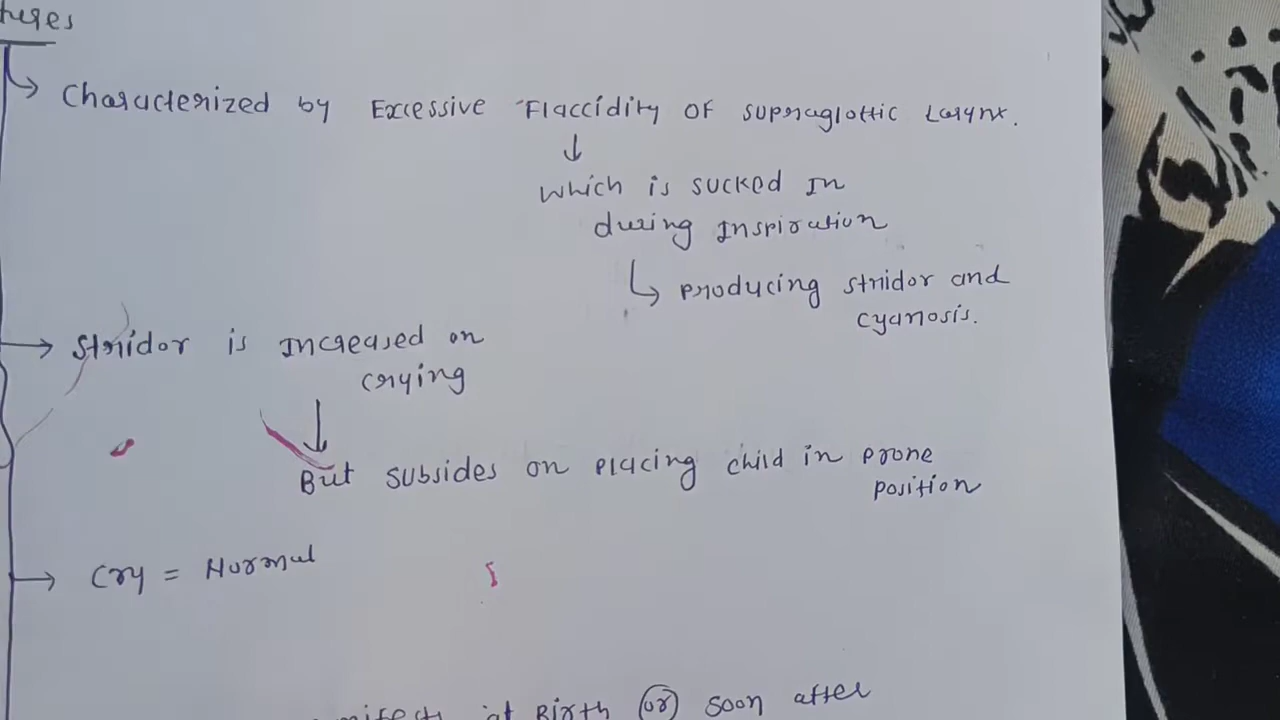 tures
↳ Characterized by Excessive Flaccidity OF supraglottic Larynx.
↓
which is sucked In
during Inspiration
↳ producing stridor and
cyanosis.
→ Stridor is Increased on
crying
↓
But subsides on placing child in prone
position
→ Cry = Normal
at Birth (or) soon after